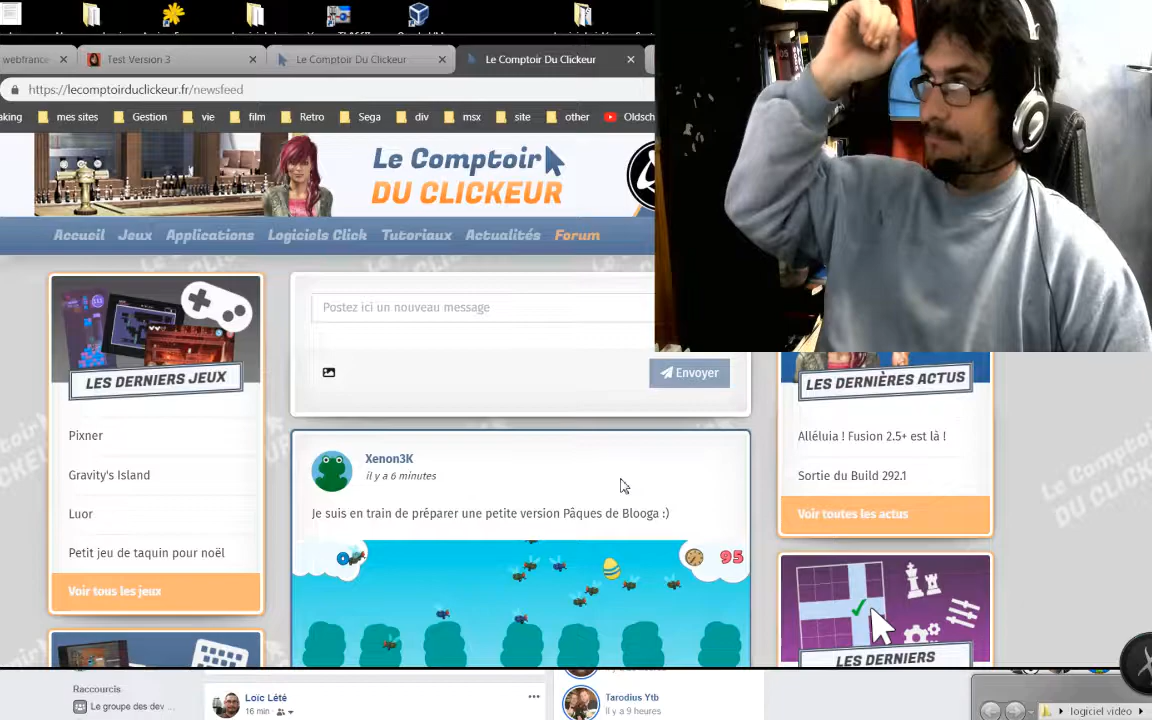 webfrance
Test Version 3
Le Comptoir Du Clickeur
Le Comptoir Du Clickeur
https://lecomptoirduclickeur.fr/newsfeed
aking
mes sites
Gestion
vie
film
Retro
Sega
div
msx
site
other
Oldsch
Le Comptoir
DU CLICKEUR
Accueil
Jeux
Applications
Logiciels Click
Tutoriaux
Actualités
Forum
LES DERNIERS JEUX
Pixner
Gravity's Island
Luor
Petit jeu de taquin pour noël
Voir tous les jeux
Postez ici un nouveau message
Envoyer
Xenon3K
il y a 6 minutes
Je suis en train de préparer une petite version Pâques de Blooga :)
0
95
LES DERNIÈRES ACTUS
Alléluia ! Fusion 2.5+ est là !
Sortie du Build 292.1
Voir toutes les actus
LES DERNIERS
Raccourcis
Le groupe des dev ...
Loïc Lété
16 min
Tarodius Ytb
Il y a 9 heures
logiciel video